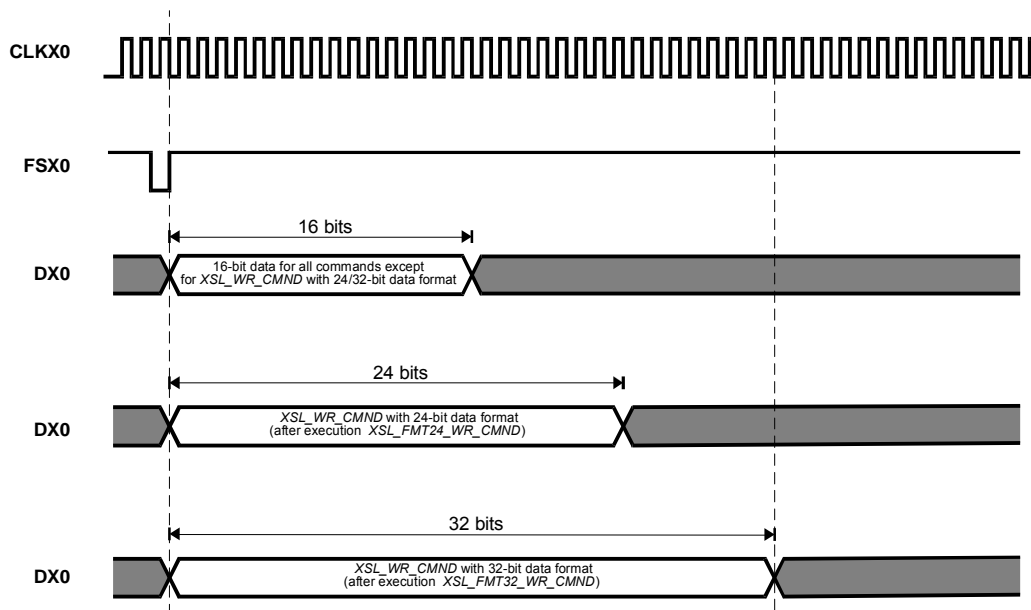 CLKX0
FSX0
16 bits
DX0
16-bit data for all commands except
for XSL_WR_CMND with 24/32-bit data format
24 bits
DX0
XSL_WR_CMND with 24-bit data format
(after execution XSL_FMT24_WR_CMND)
32 bits
DX0
XSL_WR_CMND with 32-bit data format
(after execution XSL_FMT32_WR_CMND)